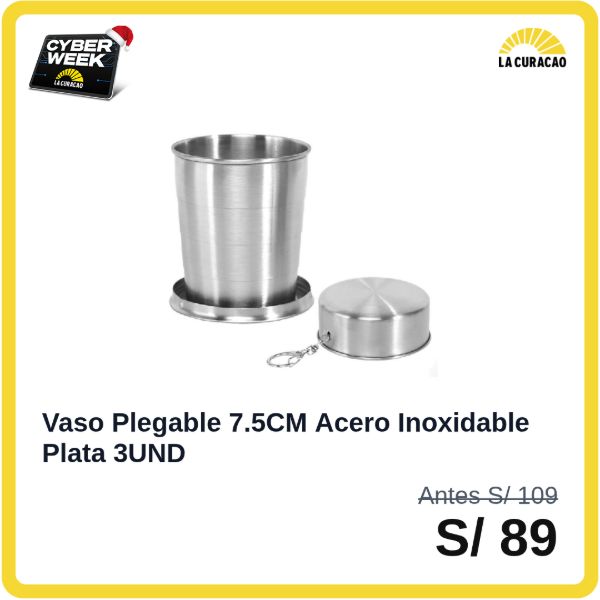 CYBER
WEEK
LA CURACAO
LA CURACAO
Vaso Plegable 7.5CM Acero Inoxidable
Plata 3UND
Antes S/ 109
S/ 89